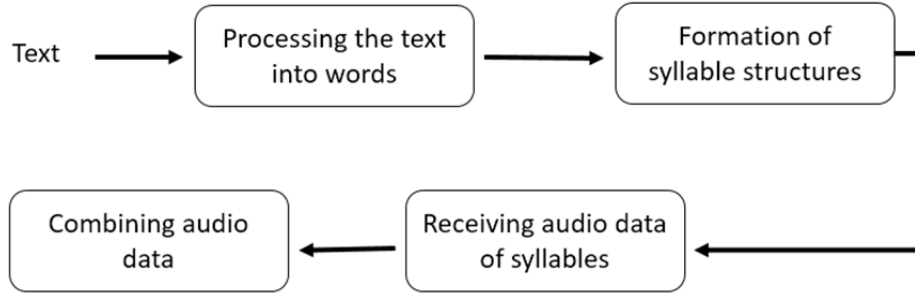 Text
Processing the text
into words
Formation of
syllable structures
Receiving audio data
of syllables
Combining audio
data